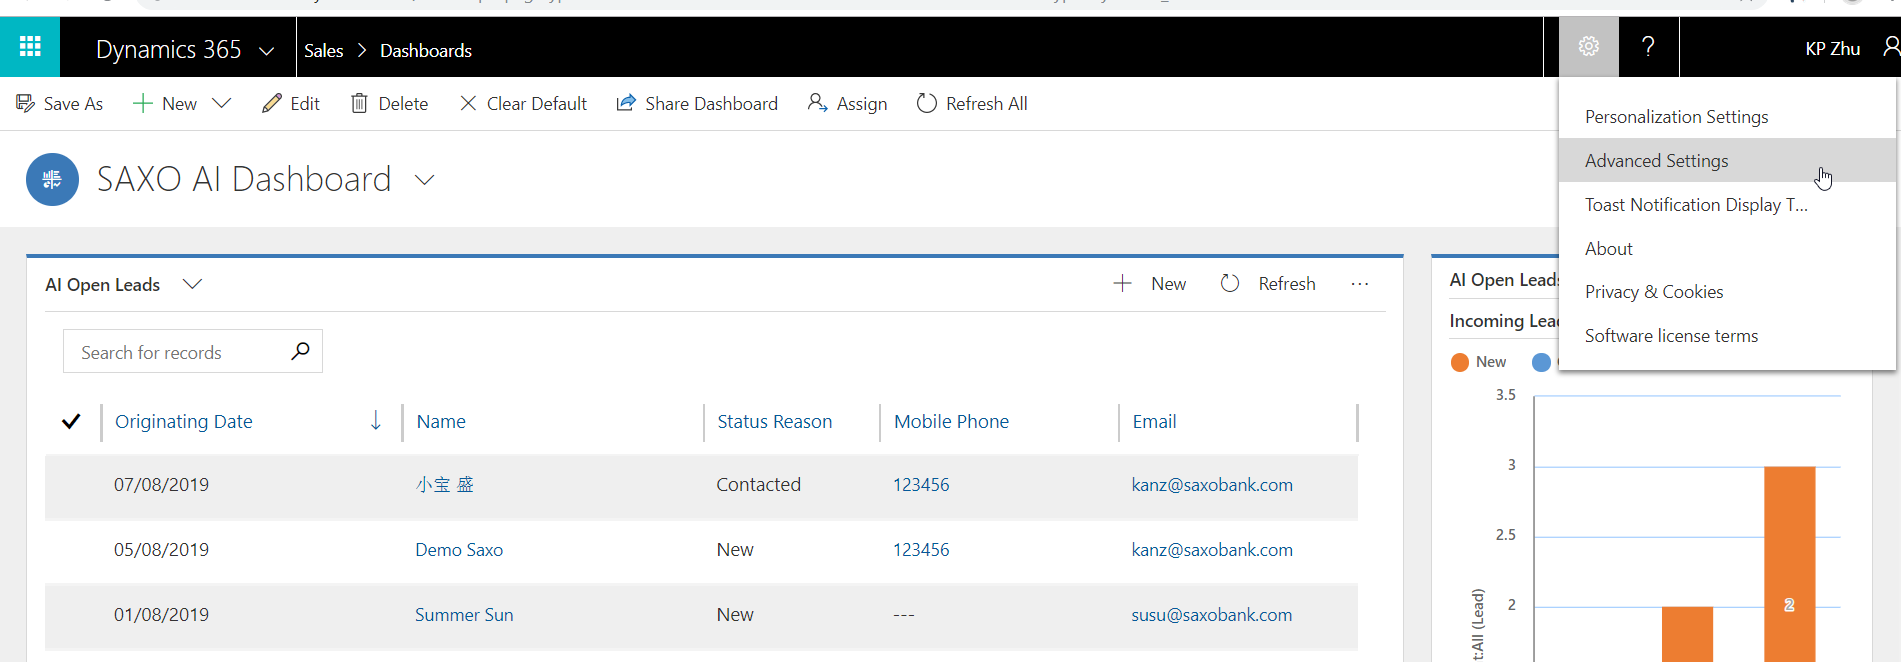 Dynamics 365
Sales > Dashboards
?
KP Zhu
Save As
New
Edit
Delete
Clear Default
Share Dashboard
Assign
Refresh All
Personalization Settings
Advanced Settings
Toast Notification Display T...
About
Privacy & Cookies
Software license terms
SAXO AI Dashboard
AI Open Leads
New
Refresh
...
Search for records
Originating Date Name Status Reason Mobile Phone Email
07/08/2019 小宝 盛 Contacted 123456 kanz@saxobank.com
05/08/2019 Demo Saxo New 123456 kanz@saxobank.com
01/08/2019 Summer Sun New --- susu@saxobank.com
AI Open Leads
Incoming
New
3.5
3
2.5
2
2
t:All (Lead)